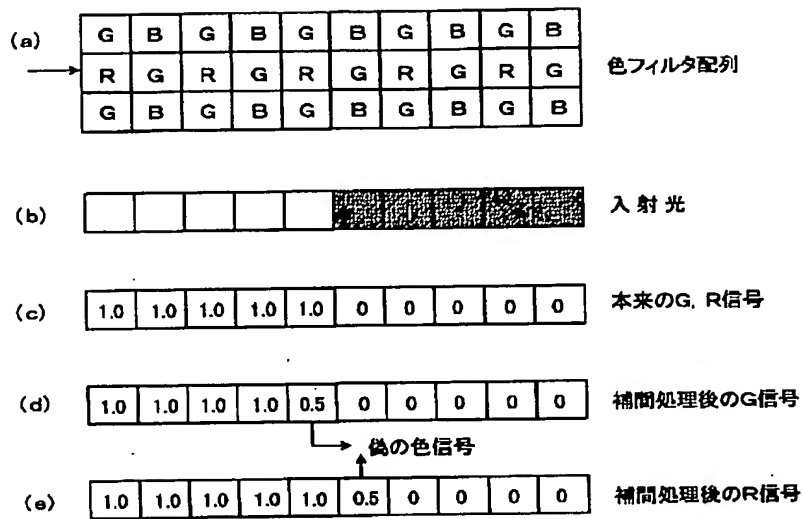 (a)
G B G B G B G B G B
R G R G R G R G R G
G B G B G B G B G B
色フィルタ配列
(b)
入射光
(c)
1.0 1.0 1.0 1.0 1.0 0 0 0 0 0
本来のG, R信号
(d)
1.0 1.0 1.0 1.0 0.5 0 0 0 0 0
補間処理後のG信号
偽の色信号
(e)
1.0 1.0 1.0 1.0 1.0 0.5 0 0 0 0
補間処理後のR信号